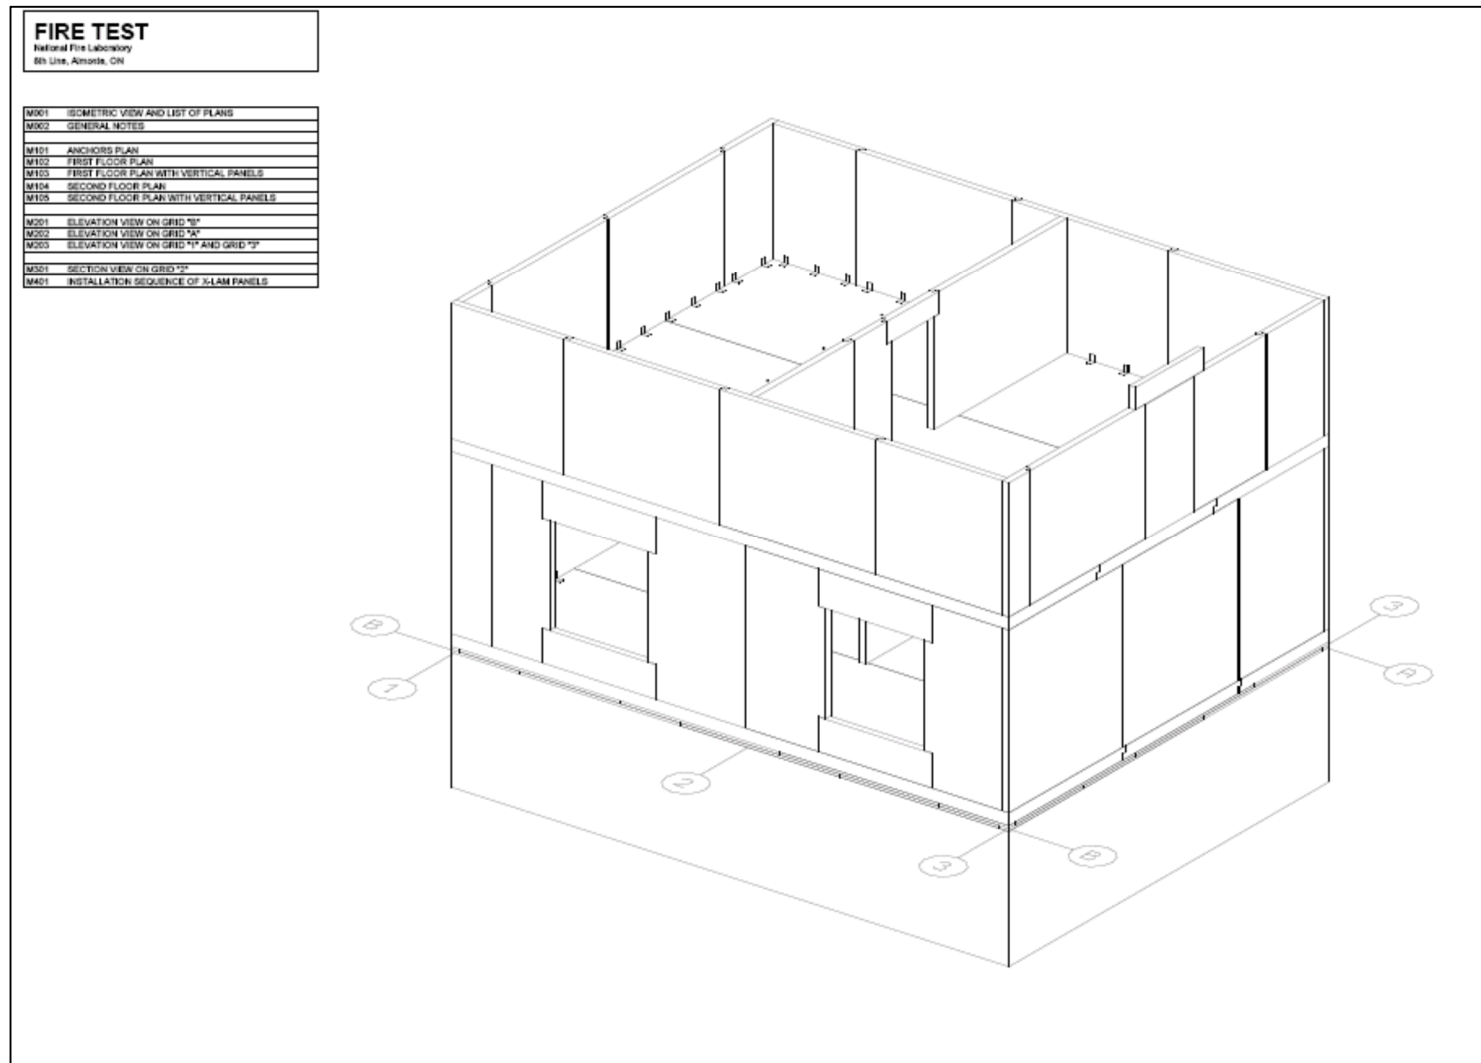 FIRE TEST
National Fire Laboratory
8th Line, Almonte, ON
M001 ISOMETRIC VIEW AND LIST OF PLANS
M002 GENERAL NOTES
M101 ANCHORS PLAN
M102 FIRST FLOOR PLAN
M103 FIRST FLOOR PLAN WITH VERTICAL PANELS
M104 SECOND FLOOR PLAN
M105 SECOND FLOOR PLAN WITH VERTICAL PANELS
M201 ELEVATION VIEW ON GRID "B"
M202 ELEVATION VIEW ON GRID "A"
M203 ELEVATION VIEW ON GRID "1" AND GRID "3"
M301 SECTION VIEW ON GRID "2"
M401 INSTALLATION SEQUENCE OF X-LAM PANELS
B
1
2
3
B
3
A